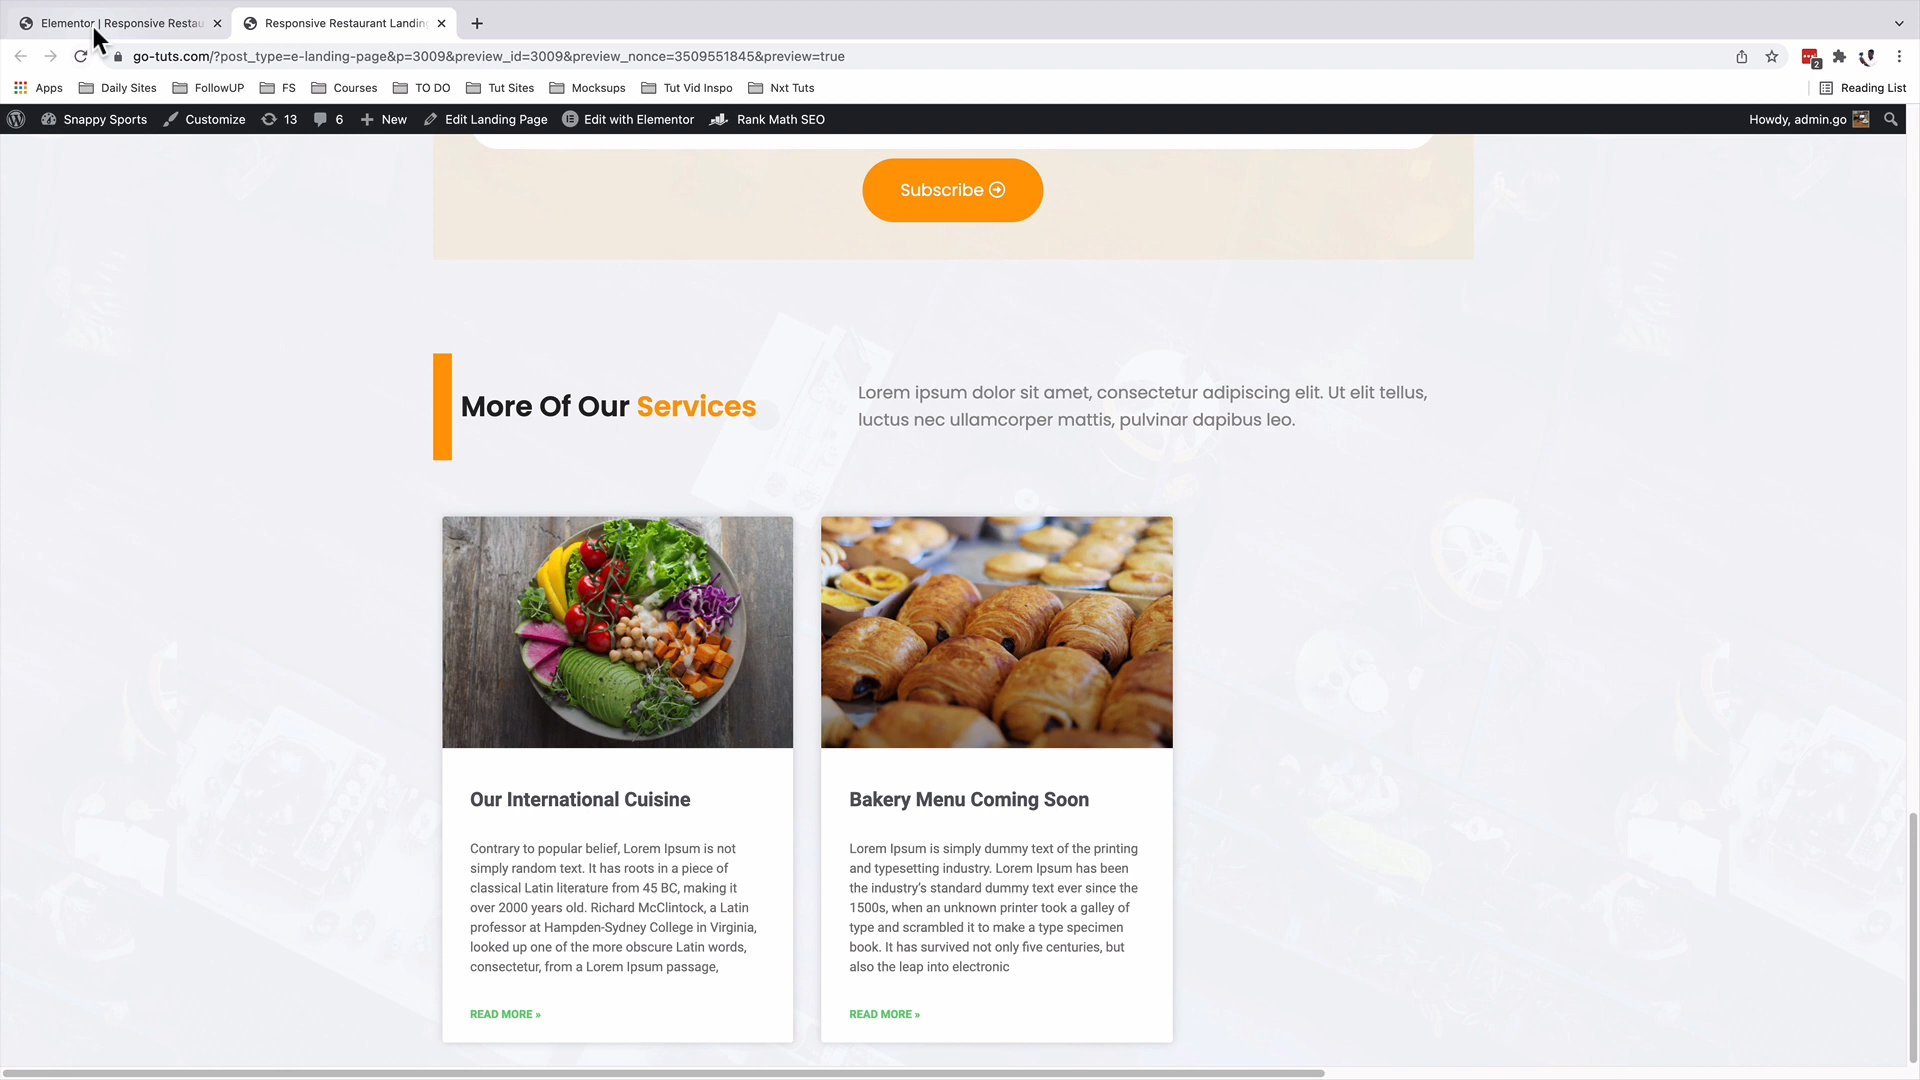 Elementor | Responsive Restau
Responsive Restaurant Landing
go-tuts.com/?post_type=e-landing-page&p=3009&preview_id=3009&preview_nonce=3509551845&preview=true
2
Apps
Daily Sites
FollowUP
FS
Courses
TO DO
Tut Sites
Mocksups
Tut Vid Inspo
Nxt Tuts
Reading List
Snappy Sports
Customize
13
6
New
Edit Landing Page
Edit with Elementor
Rank Math SEO
Howdy, admin.go
Subscribe
More Of Our Services
Lorem ipsum dolor sit amet, consectetur adipiscing elit. Ut elit tellus,
luctus nec ullamcorper mattis, pulvinar dapibus leo.
Our International Cuisine
Contrary to popular belief, Lorem Ipsum is not
simply random text. It has roots in a piece of
classical Latin literature from 45 BC, making it
over 2000 years old. Richard McClintock, a Latin
professor at Hampden-Sydney College in Virginia,
looked up one of the more obscure Latin words,
consectetur, from a Lorem Ipsum passage,
READ MORE »
Bakery Menu Coming Soon
Lorem Ipsum is simply dummy text of the printing
and typesetting industry. Lorem Ipsum has been
the industry’s standard dummy text ever since the
1500s, when an unknown printer took a galley of
type and scrambled it to make a type specimen
book. It has survived not only five centuries, but
also the leap into electronic
READ MORE »